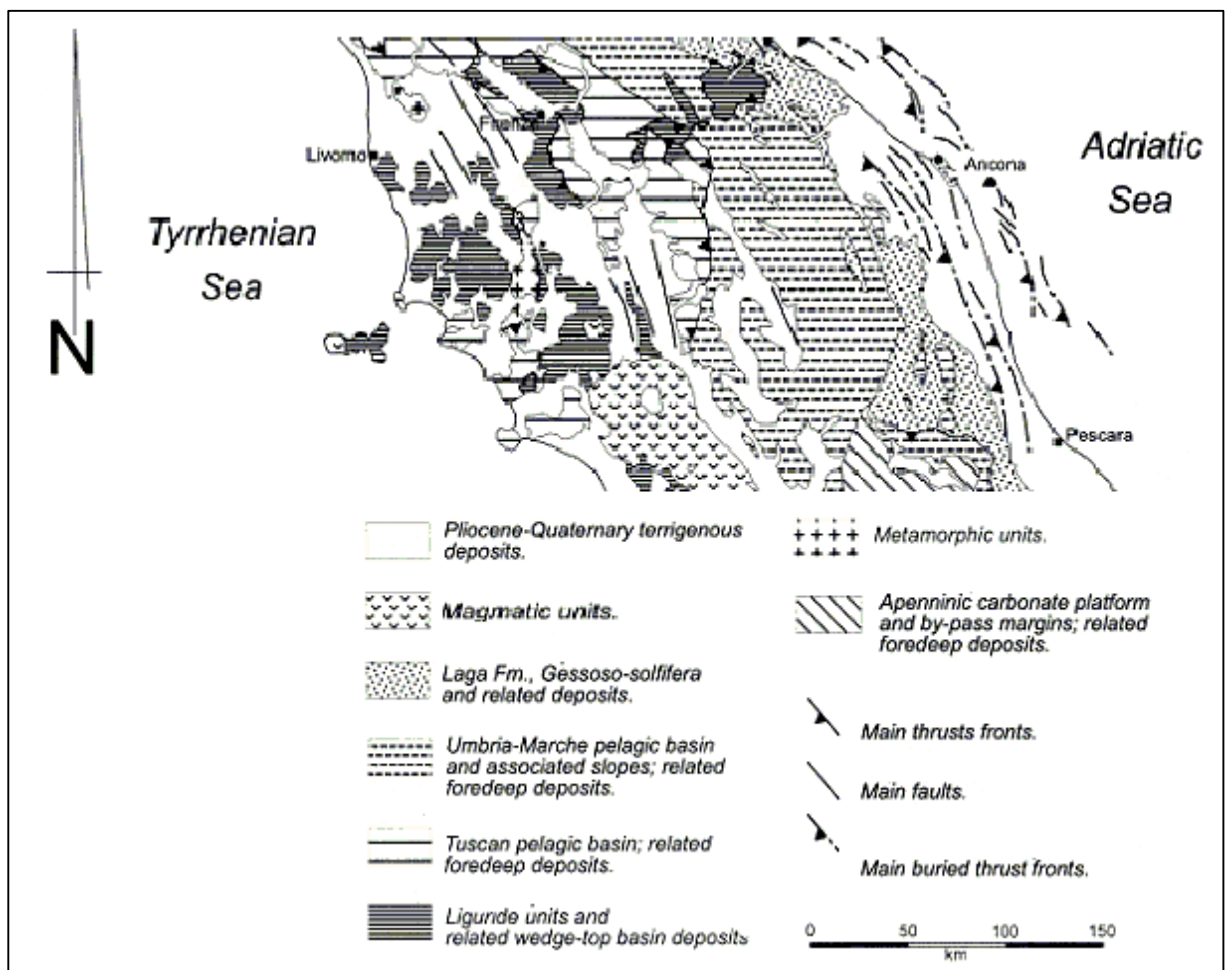 Adriatic
Sea
Firenze
Livorno
Anicona
Tyrrhenian
Sea
N
Pescara
Pliocene-Quaternary terrigenous
deposits.
Magmatic units.
Laga Fm., Gessoso-solfifera
and related deposits.
Umbria-Marche pelagic basin
and associated slopes; related
foredeep deposits.
Tuscan pelagic basin; related
foredeep deposits.
Liguride units and
related wedge-top basin deposits
Metamorphic units.
Apenninic carbonate platform
and by-pass margins; related
foredeep deposits.
Main thrusts fronts.
Main faults.
Main buried thrust fronts.
0 50 100 150
km